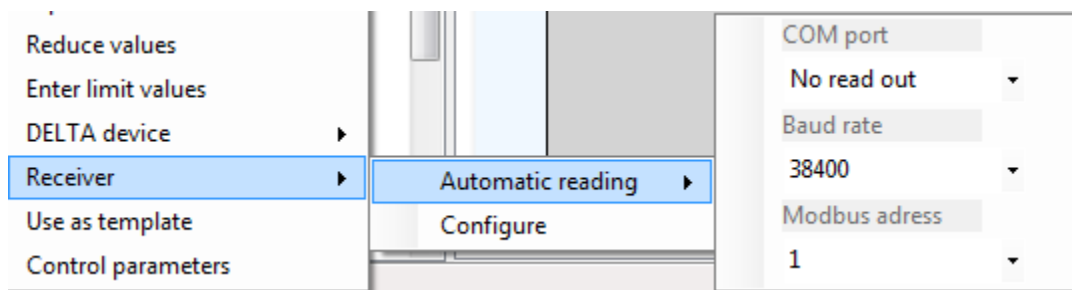 Reduce values
Enter limit values
DELTA device
Receiver
Use as template
Control parameters
Automatic reading
Configure
COM port
No read out
Baud rate
38400
Modbus adress
1